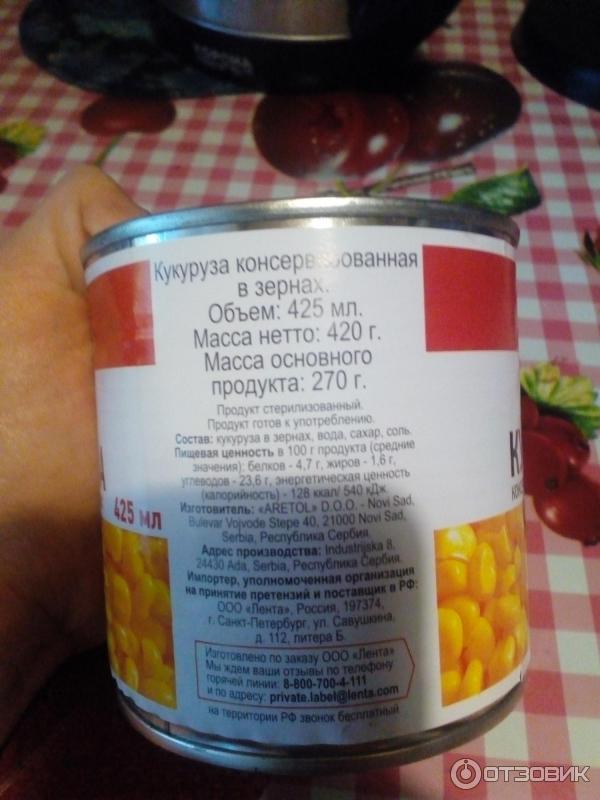 Кукуруза консервированная
в зернах.
Объем: 425 мл.
Масса нетто: 420 г.
Масса основного
продукта: 270 г.
Продукт стерилизованный.
Продукт готов к употреблению.
Состав: кукуруза в зернах, вода, сахар, соль.
Пищевая ценность в 100 г продукта (средние
значения): белков - 4,7 г, жиров - 1,6 г,
углеводов - 23,6 г, энергетическая ценность
(калорийность) - 128 ккал/ 540 кДж.
Изготовитель: «ARETOL» D.O.O. - Novi Sad,
Bulevar Vojvode Stepe 40, 21000 Novi Sad,
Serbia, Республика Сербия.
Адрес производства: Industrijska 8,
24430 Ada, Serbia, Республика Сербия.
Импортер, уполномоченная организация
на принятие претензий и поставщик в РФ:
ООО «Лента», Россия, 197374,
г. Санкт-Петербург, ул. Савушкина,
д. 112, литера Б.
Изготовлено по заказу ООО «Лента»
Мы ждем ваши отзывы по телефону
горячей линии: 8-800-700-4-111
и по адресу: private.label@lenta.com
на территории РФ звонок бесплатный
А
425 мл
КУ
ОТЗОВИК